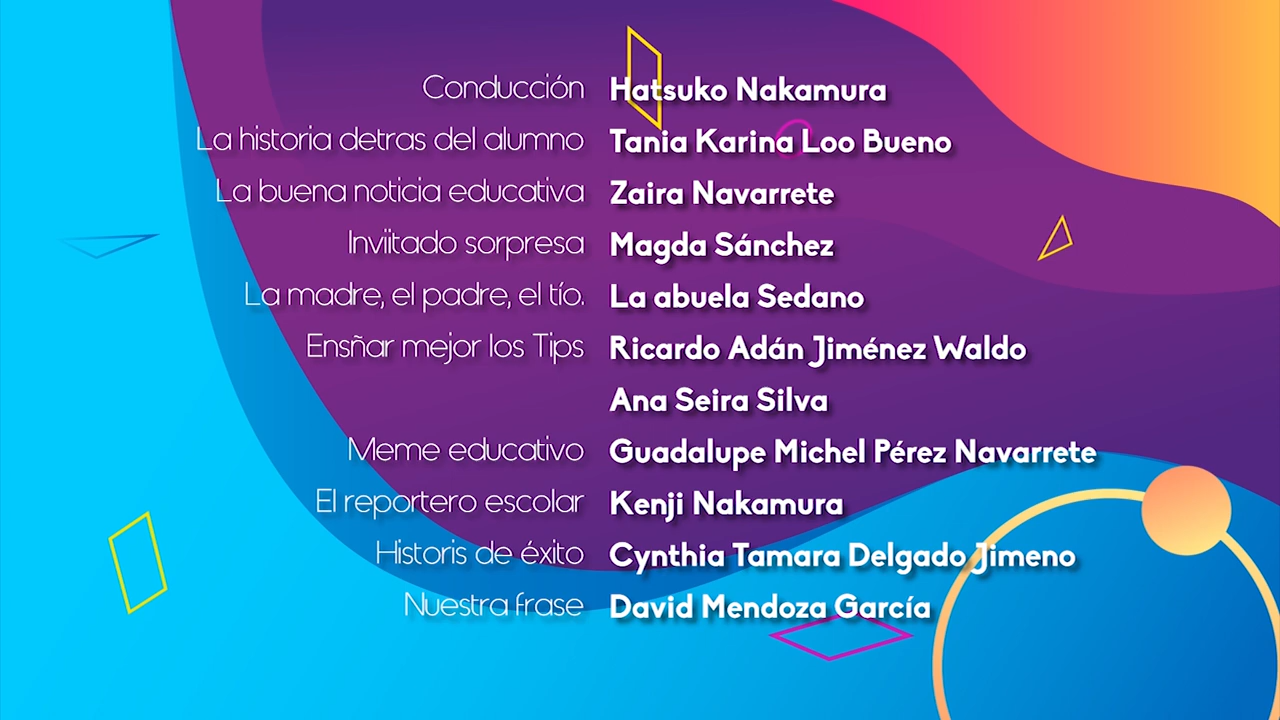 Conducción Hatsuko Nakamura
La historia detras del alumno Tania Karina Loo Bueno
La buena noticia educativa Zaira Navarrete
Inviitado sorpresa Magda Sánchez
La madre, el padre, el tío. La abuela Sedano
Ensñar mejor los Tips Ricardo Adán Jiménez Waldo
Ana Seira Silva
Meme educativo Guadalupe Michel Pérez Navarrete
El reportero escolar Kenji Nakamura
Historis de éxito Cynthia Tamara Delgado Jimeno
Nuestra frase David Mendoza García